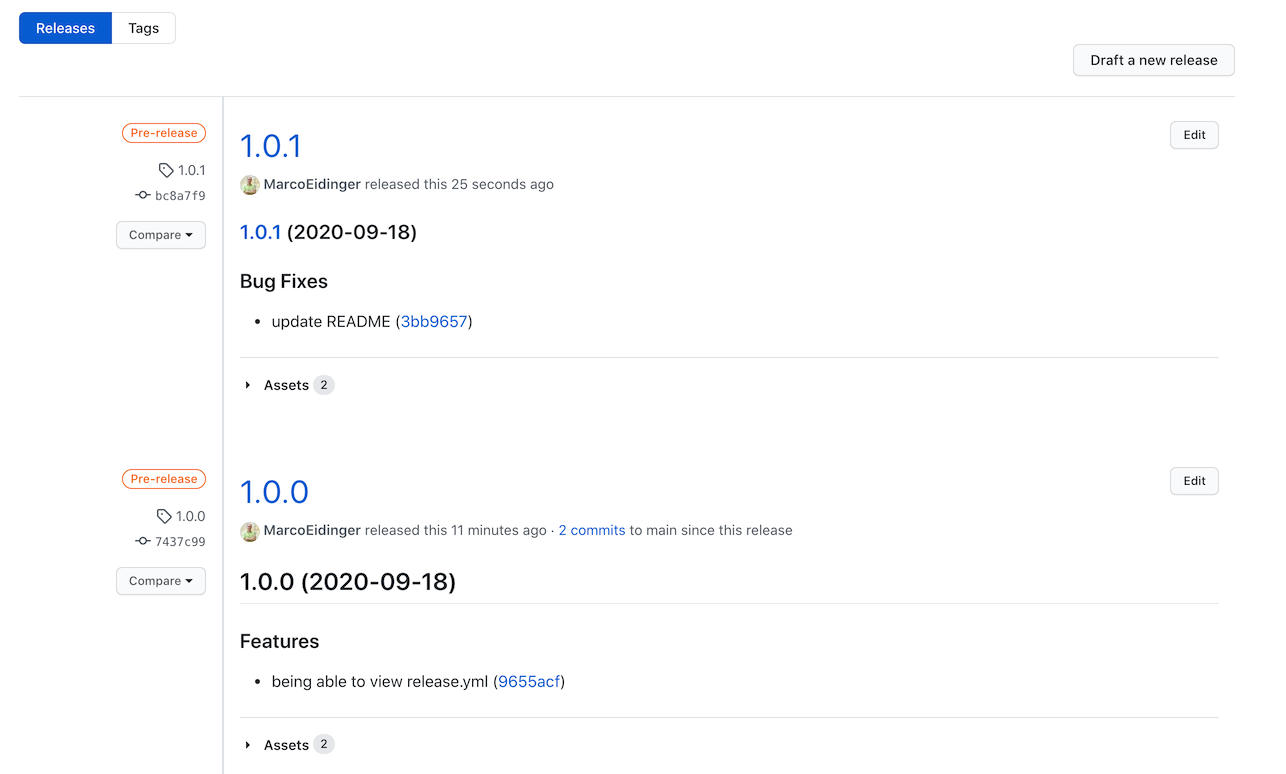 Releases Tags
Draft a new release
Pre-release
1.0.1
bc8a7f9
Compare
1.0.1
Edit
MarcoEidinger released this 25 seconds ago
1.0.1 (2020-09-18)
Bug Fixes
• update README (3bb9657)
Assets 2
Pre-release
1.0.0
7437c99
Compare
1.0.0
Edit
MarcoEidinger released this 11 minutes ago · 2 commits to main since this release
1.0.0 (2020-09-18)
Features
• being able to view release.yml (9655acf)
Assets 2